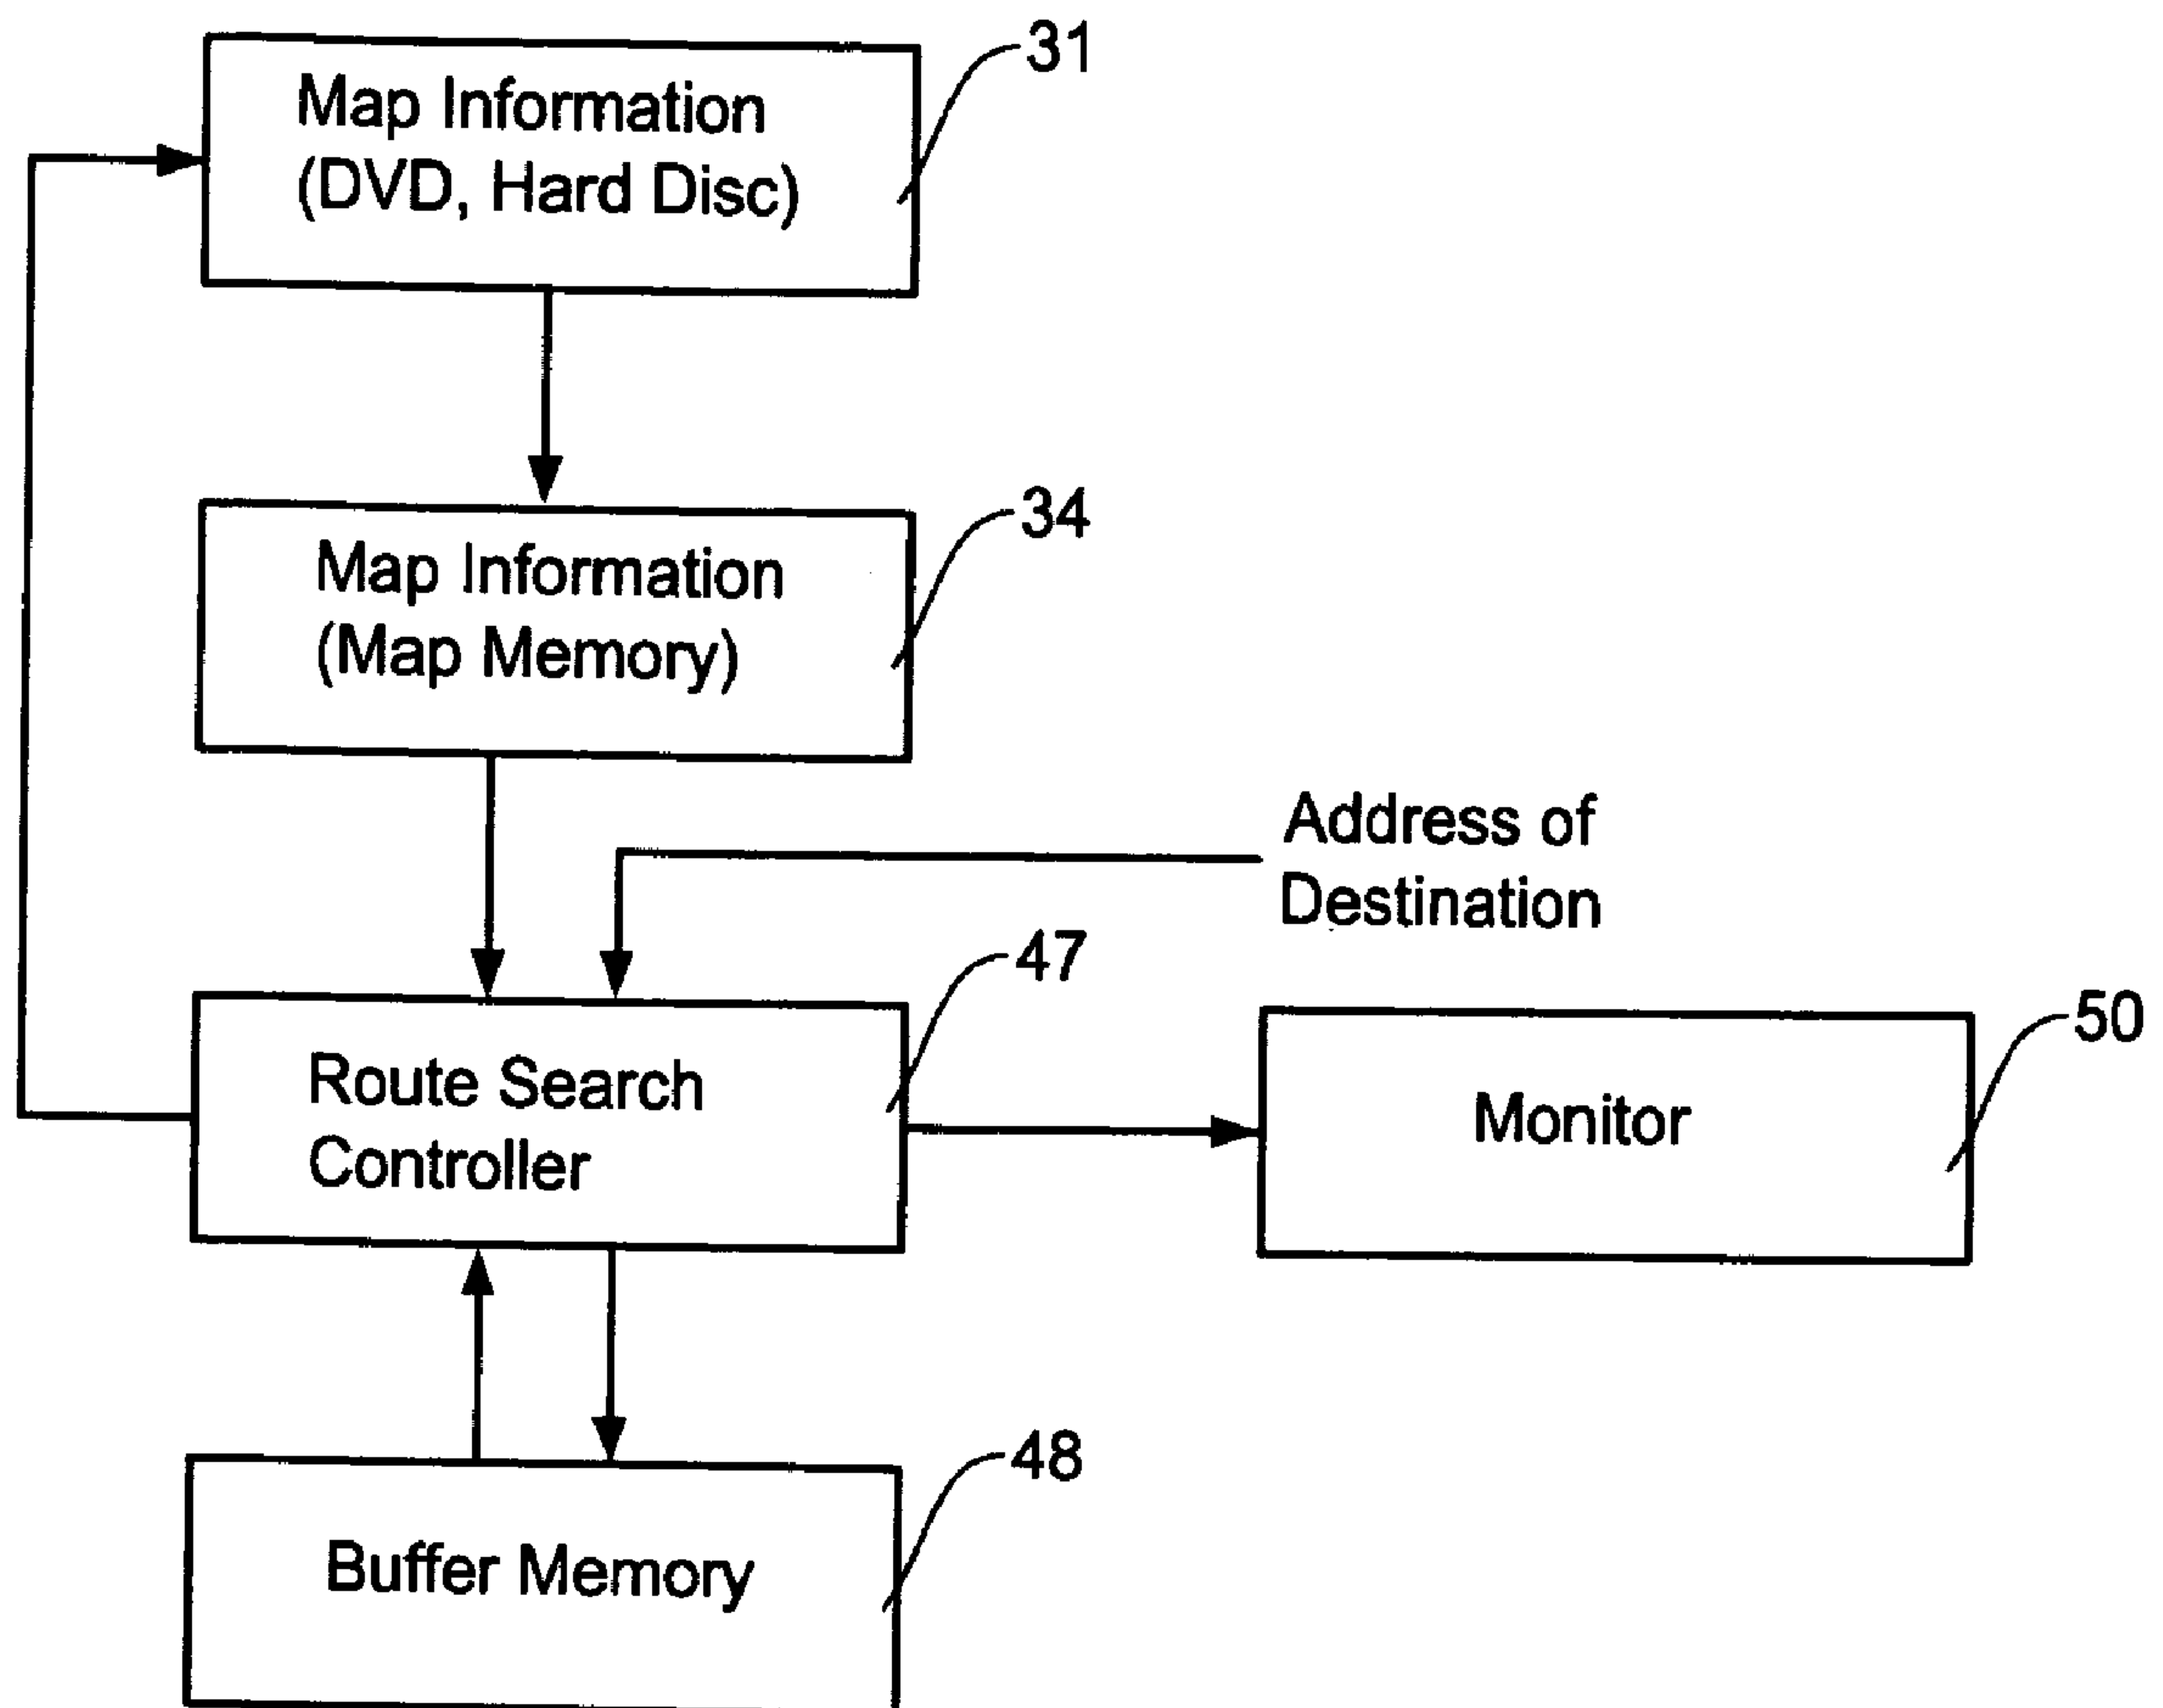 Map Information
(DVD, Hard Disc)
31
Map Information
(Map Memory)
34
Address of
Destination
Route Search
Controller
47
Monitor
50
Buffer Memory
48